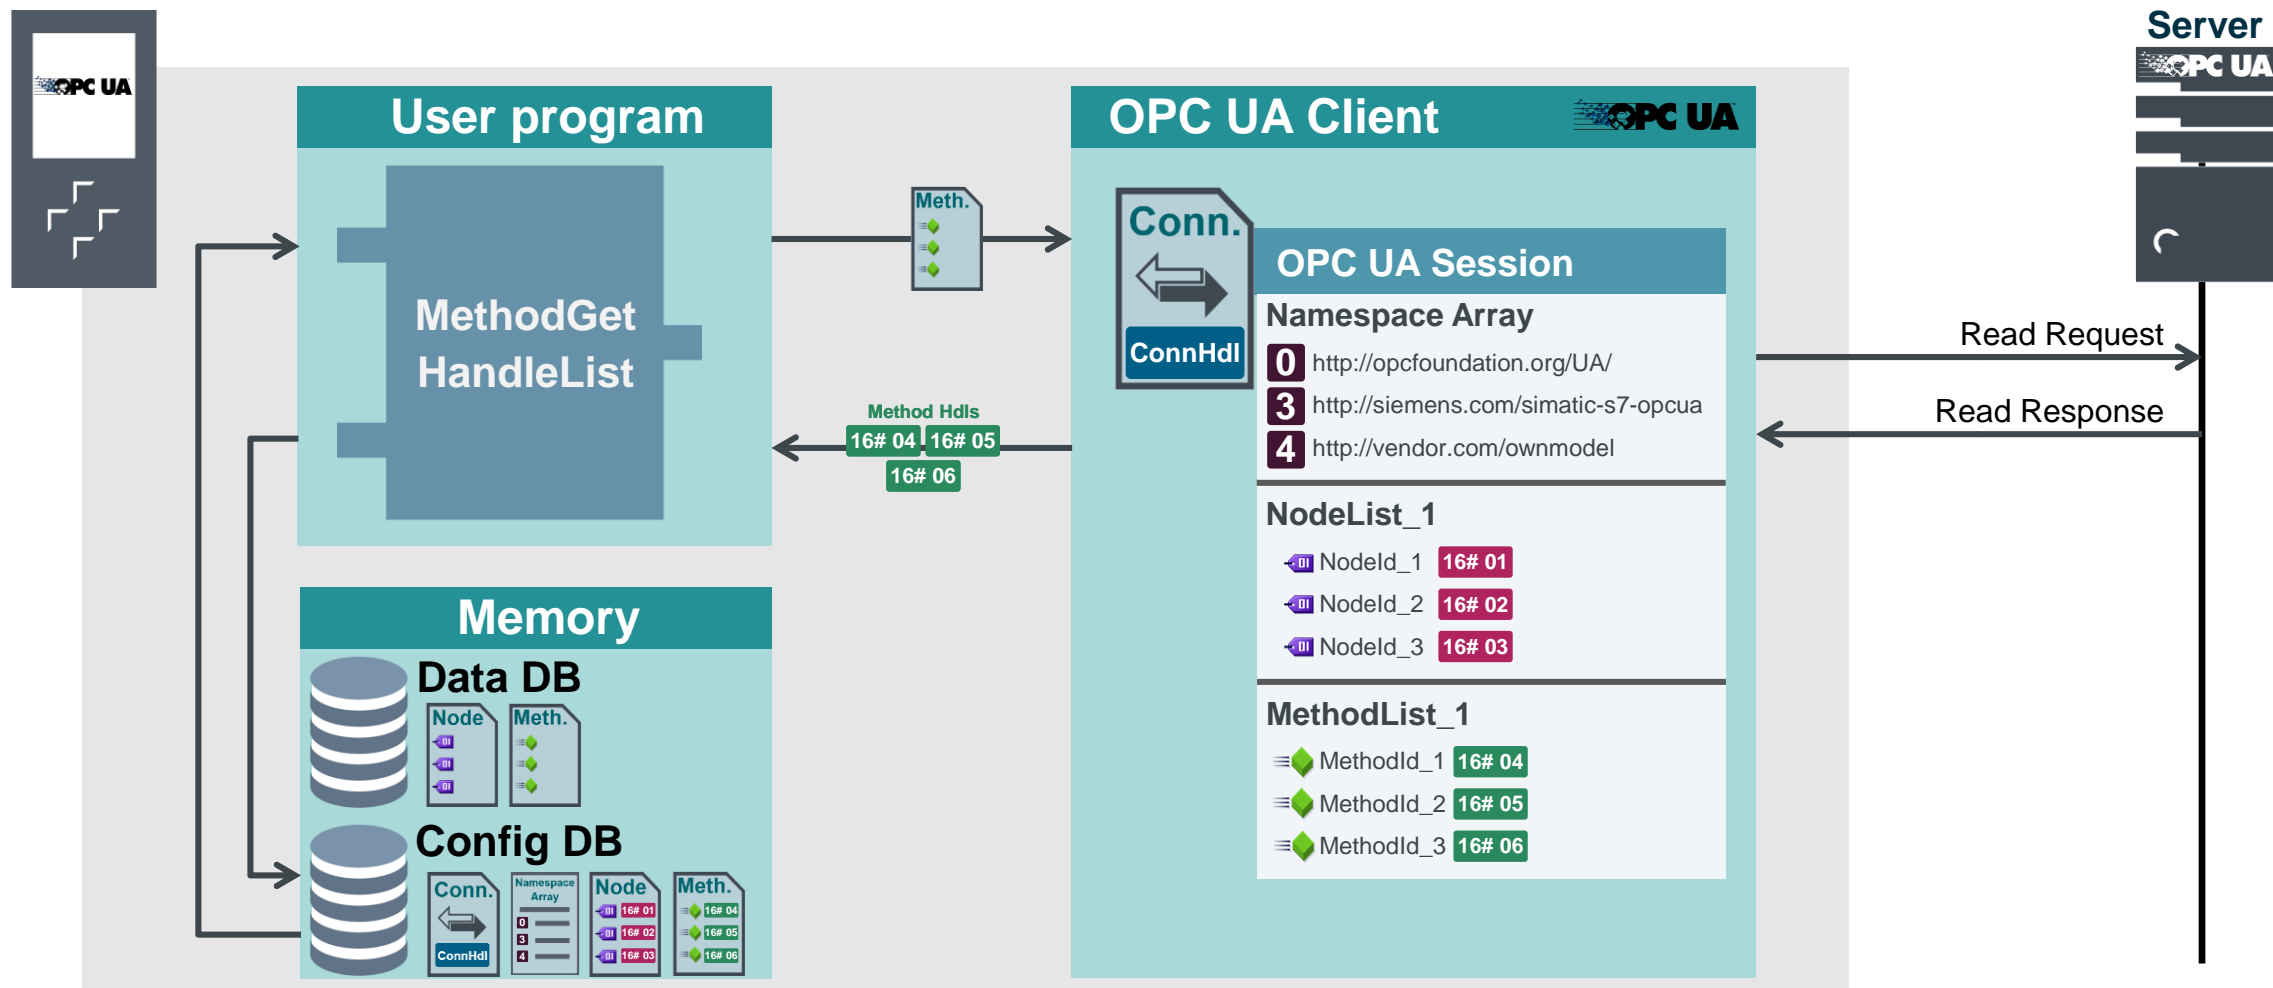 OPC UA
User program
MethodGet
HandleList
Meth.
Method Hdls
16# 04 16# 05
16# 06
OPC UA Client
OPC UA
Conn.
ConnHdl
OPC UA Session
Namespace Array
0 http://opcfoundation.org/UA/
3 http://siemens.com/simatic-s7-opcua
4 http://vendor.com/ownmodel
NodeList_1
NodeId_1 16# 01
NodeId_2 16# 02
NodeId_3 16# 03
MethodList_1
MethodId_1 16# 04
MethodId_2 16# 05
MethodId_3 16# 06
Server
OPC UA
Read Request
Read Response
Memory
Data DB
Node
Meth.
Config DB
Conn.
ConnHdl
Namespace
Array
0
3
4
Node
16# 01
16# 02
16# 03
Meth.
16# 04
16# 05
16# 06